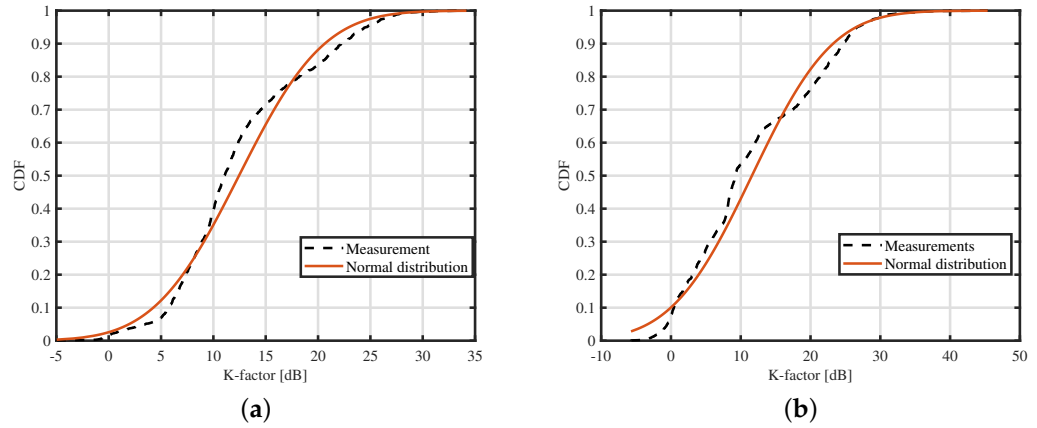 1
0.9
0.8
0.7
0.6
0.5
0.4
0.3
0.2
0.1
0
CDF
-5 0 5 10 15 20 25 30 35
K-factor [dB]
Measurement
Normal distribution
(a)
1
0.9
0.8
0.7
0.6
0.5
0.4
0.3
0.2
0.1
0
CDF
-10 0 10 20 30 40 50
K-factor [dB]
Measurements
Normal distribution
(b)